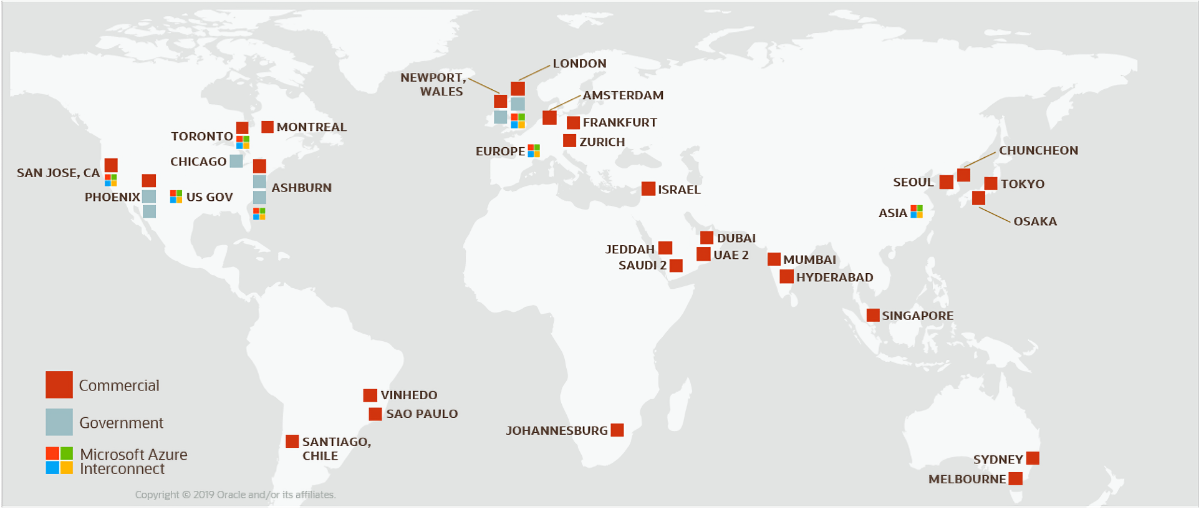 LONDON
NEWPORT,
WALES
AMSTERDAM
TORONTO
MONTREAL
FRANKFURT
ZURICH
CHICAGO
EUROPE
CHUNCHEON
SAN JOSE, CA
ASHBURN
SEOUL
TOKYO
PHOENIX
US GOV
ISRAEL
ASIA
OSAKA
DUBAI
JEDDAH
UAE 2
SAUDI 2
MUMBAI
HYDERABAD
SINGAPORE
Commercial
VINHEDO
SAO PAULO
Government
JOHANNESBURG
SANTIAGO,
CHILE
Microsoft Azure
Interconnect
SYDNEY
MELBOURNE
Copyright © 2019 Oracle and/or its affiliates.